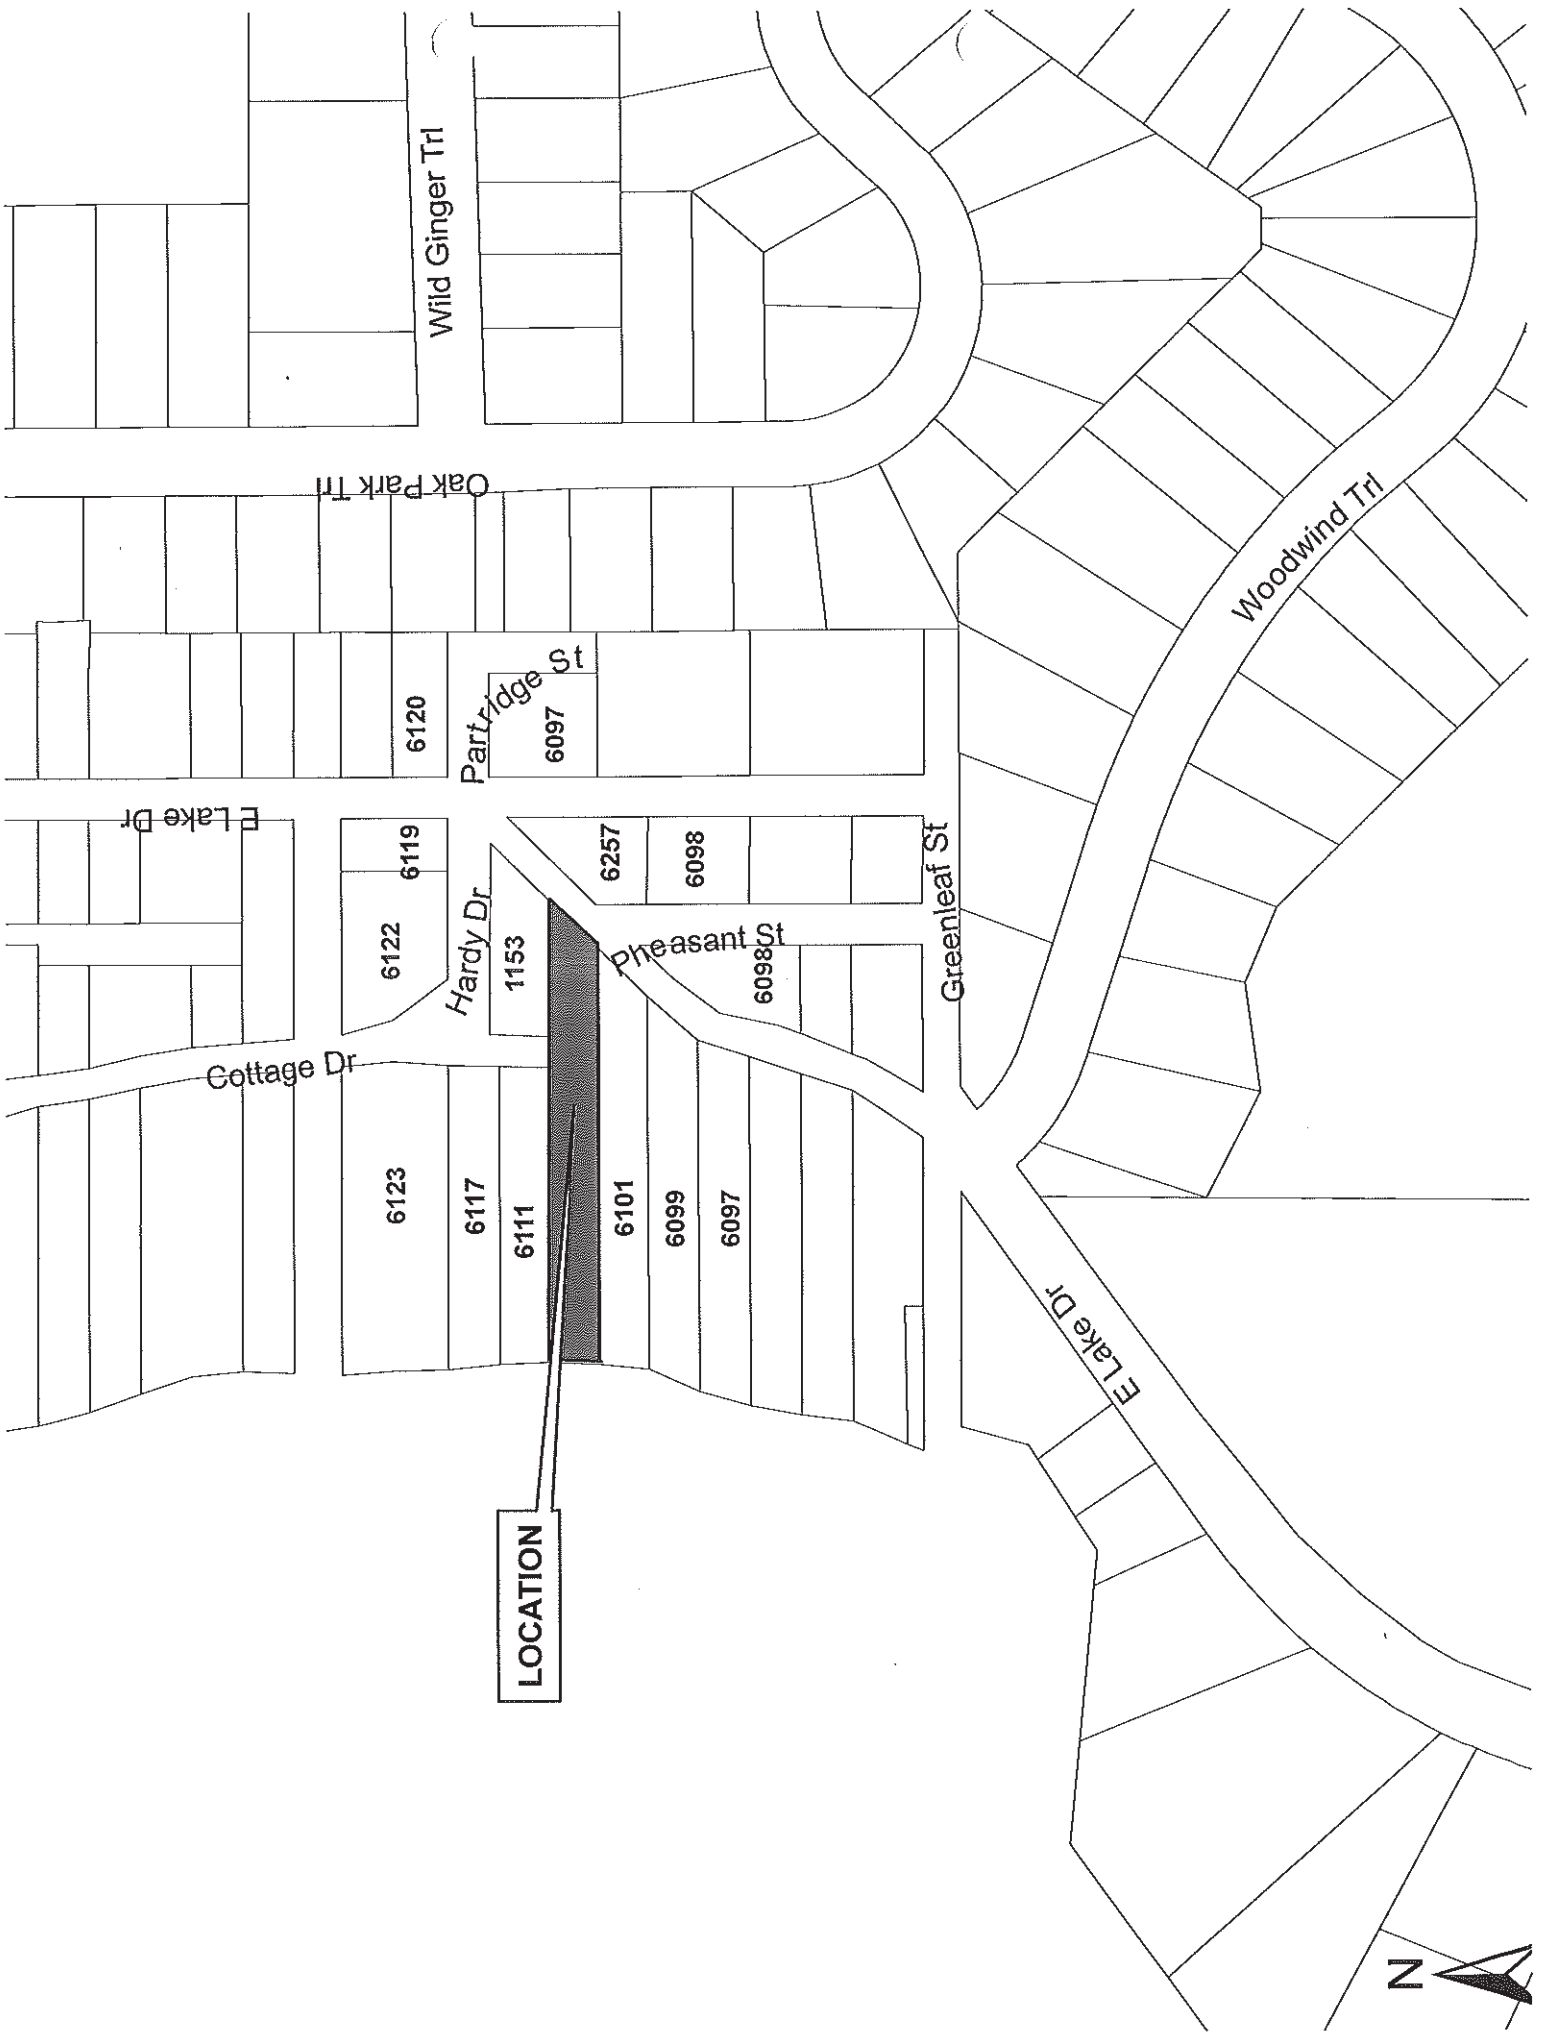 Wild Ginger Trl
Oak Park Trl
E Lake Dr
Partridge St
6120
6097
6119
6257
6098
6122
Hardy Dr
1153
Pheasant St
6098
Greenleaf St
Woodwind Trl
Cottage Dr
6123
6117
6111
6101
6099
6097
E Lake Dr
LOCATION
N